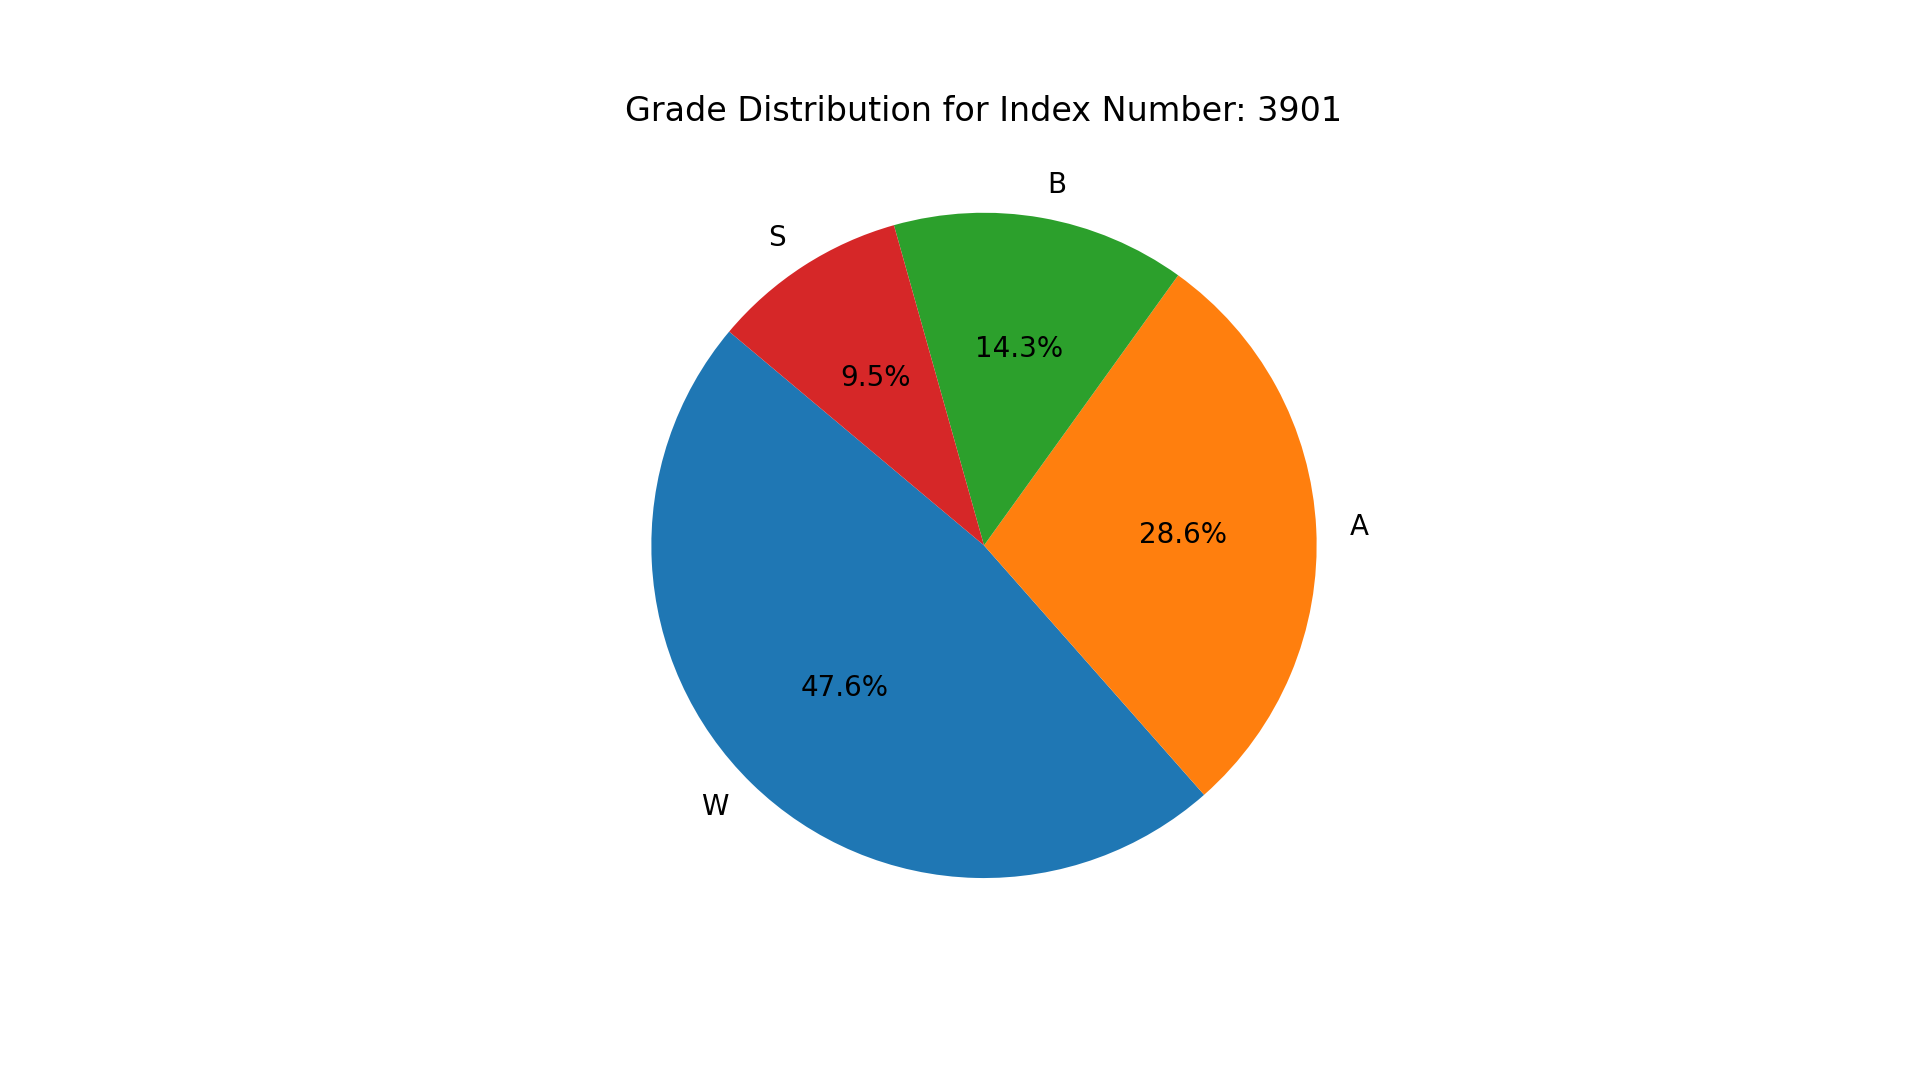 Grade Distribution for Index Number: 3901
B
S
14.3%
9.5%
A
28.6%
47.6%
W